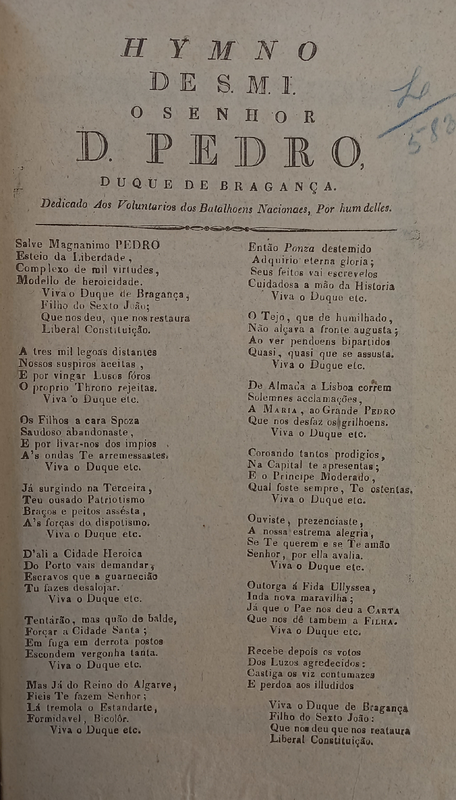 HYMNO
DE S. M. I.
O SENHOR
D. PEDRO,
DUQUE DE BRAGANÇA.
Dedicado Aos Voluntarios dos Batalhoens Nacionaes, Por hum delles.
583
Salve Magnanimo PEDRO
Esteio da Liberdade,
Complexo de mil virtudes,
Modello de heroicidade.
Viva o Duque de Bragança,
Filho do Sexto João;
Que nos deu, que nos restaura
Liberal Constituição.
A tres mil legoas distantes
Nossos suspiros aceitas,
E por vingar Lusos fóros
O proprio Throno rejeitas.
Viva o Duque etc.
Os Filhos a cara Spoza
Saudoso abandonaste,
E por livar-nos dos impios
A's ondas Te arremessastes.
Viva o Duque etc.
Já surgindo na Terceira,
Teu ousado Patriotismo
Braços e peitos assésta,
A's forças do dispotismo.
Viva o Duque etc.
D'ali a Cidade Heroica
Do Porto vais demandar,
Escravos que a guarnecião
Tu fazes desalojar.
Viva o Duque etc.
Tentárão, mas quão de balde,
Forçar a Cidade Santa;
Em fuga em derrota postos
Escondem vergonha tanta.
Viva o Duque etc.
Mas Já do Reino do Algarve,
Fieis Te fazem Senhor;
Lá tremola o Estandarte,
Formidavel, Bicolôr.
Viva o Duque etc.
Então Ponza destemido
Adquirio eterna gloria;
Seus feitos vai escrevelos
Cuidadosa a mão da Historia
Viva o Duque etc.
O Tejo, que de humilhado,
Não alçava a fronte augusta;
Ao ver pendoens bipartidos
Quasi, quasi que se assusta.
Viva o Duque etc.
De Almada a Lisboa correm
Solemnes acclamações,
A MARIA, ao Grande PEDRO
Que nos desfaz os grilhoens.
Viva o Duque etc.
Coroando tantos prodigios,
Na Capital te apresentas;
E o Principe Moderado,
Qual foste sempre, Te ostentas.
Viva o Duque etc.
Ouviste, prezenciaste,
A nossa estrema alegria,
Se Te querem e se Te amão
Senhor, por ella avalia.
Viva o Duque etc.
Outorga á Fida Ullyssea,
Inda nova maravilha;
Já que o Pae nos deu a CARTA
Que nos dê tambem a FILHA.
Viva o Duque etc.
Recebe depois os votos
Dos Luzos agredecidos:
Castiga os viz contumazes
E perdoa aos illudidos
Viva o Duque de Bragança
Filho do Sexto João:
Que nos deu que nos reataura
Liberal Constituição.